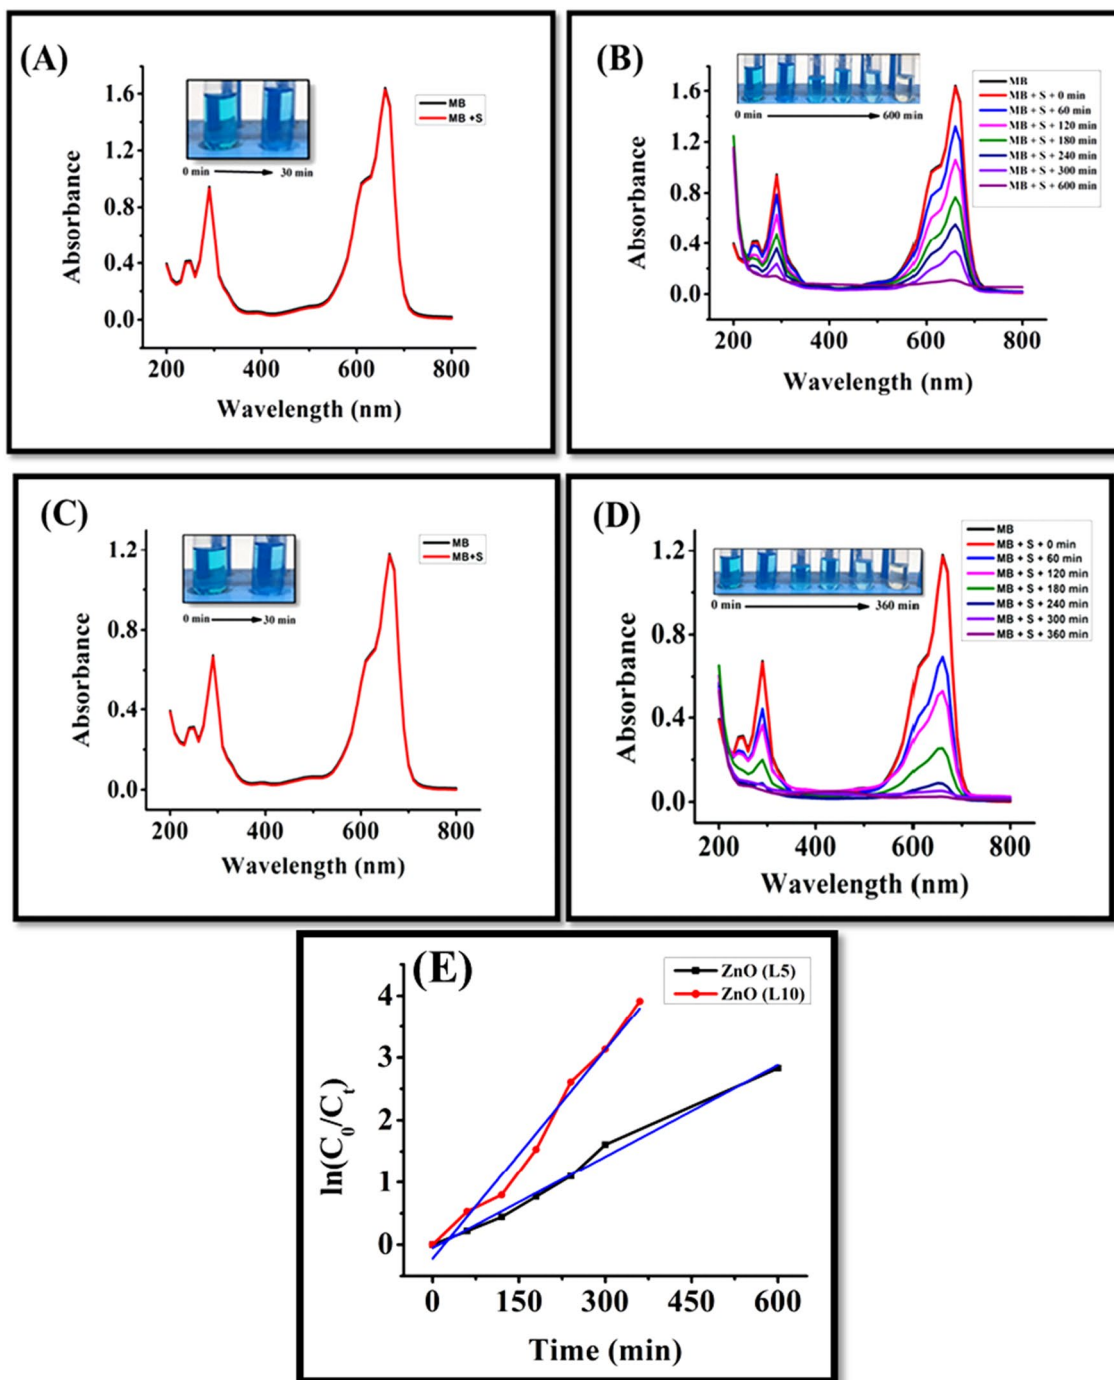 (A)
1.6
1.2
0.8
0.4
0.0
Absorbance
MB
MB +S
0 min
30 min
200 400 600 800
Wavelength (nm)
(B)
1.6
1.2
0.8
0.4
0.0
Absorbance
0 min
600 min
MB
MB + S + 0 min
MB + S + 60 min
MB + S + 120 min
MB + S + 180 min
MB + S + 240 min
MB + S + 300 min
MB + S + 600 min
200 400 600 800
Wavelength (nm)
(C)
1.2
0.8
0.4
0.0
Absorbance
MB
MB+S
0 min
30 min
200 400 600 800
Wavelength (nm)
(D)
1.2
0.8
0.4
0.0
Absorbance
0 min
360 min
MB
MB + S + 0 min
MB + S + 60 min
MB + S + 120 min
MB + S + 180 min
MB + S + 240 min
MB + S + 300 min
MB + S + 360 min
200 400 600 800
Wavelength (nm)
(E)
4
3
2
1
0
ln(C₀/Cₜ)
ZnO (L5)
ZnO (L10)
0 150 300 450 600
Time (min)